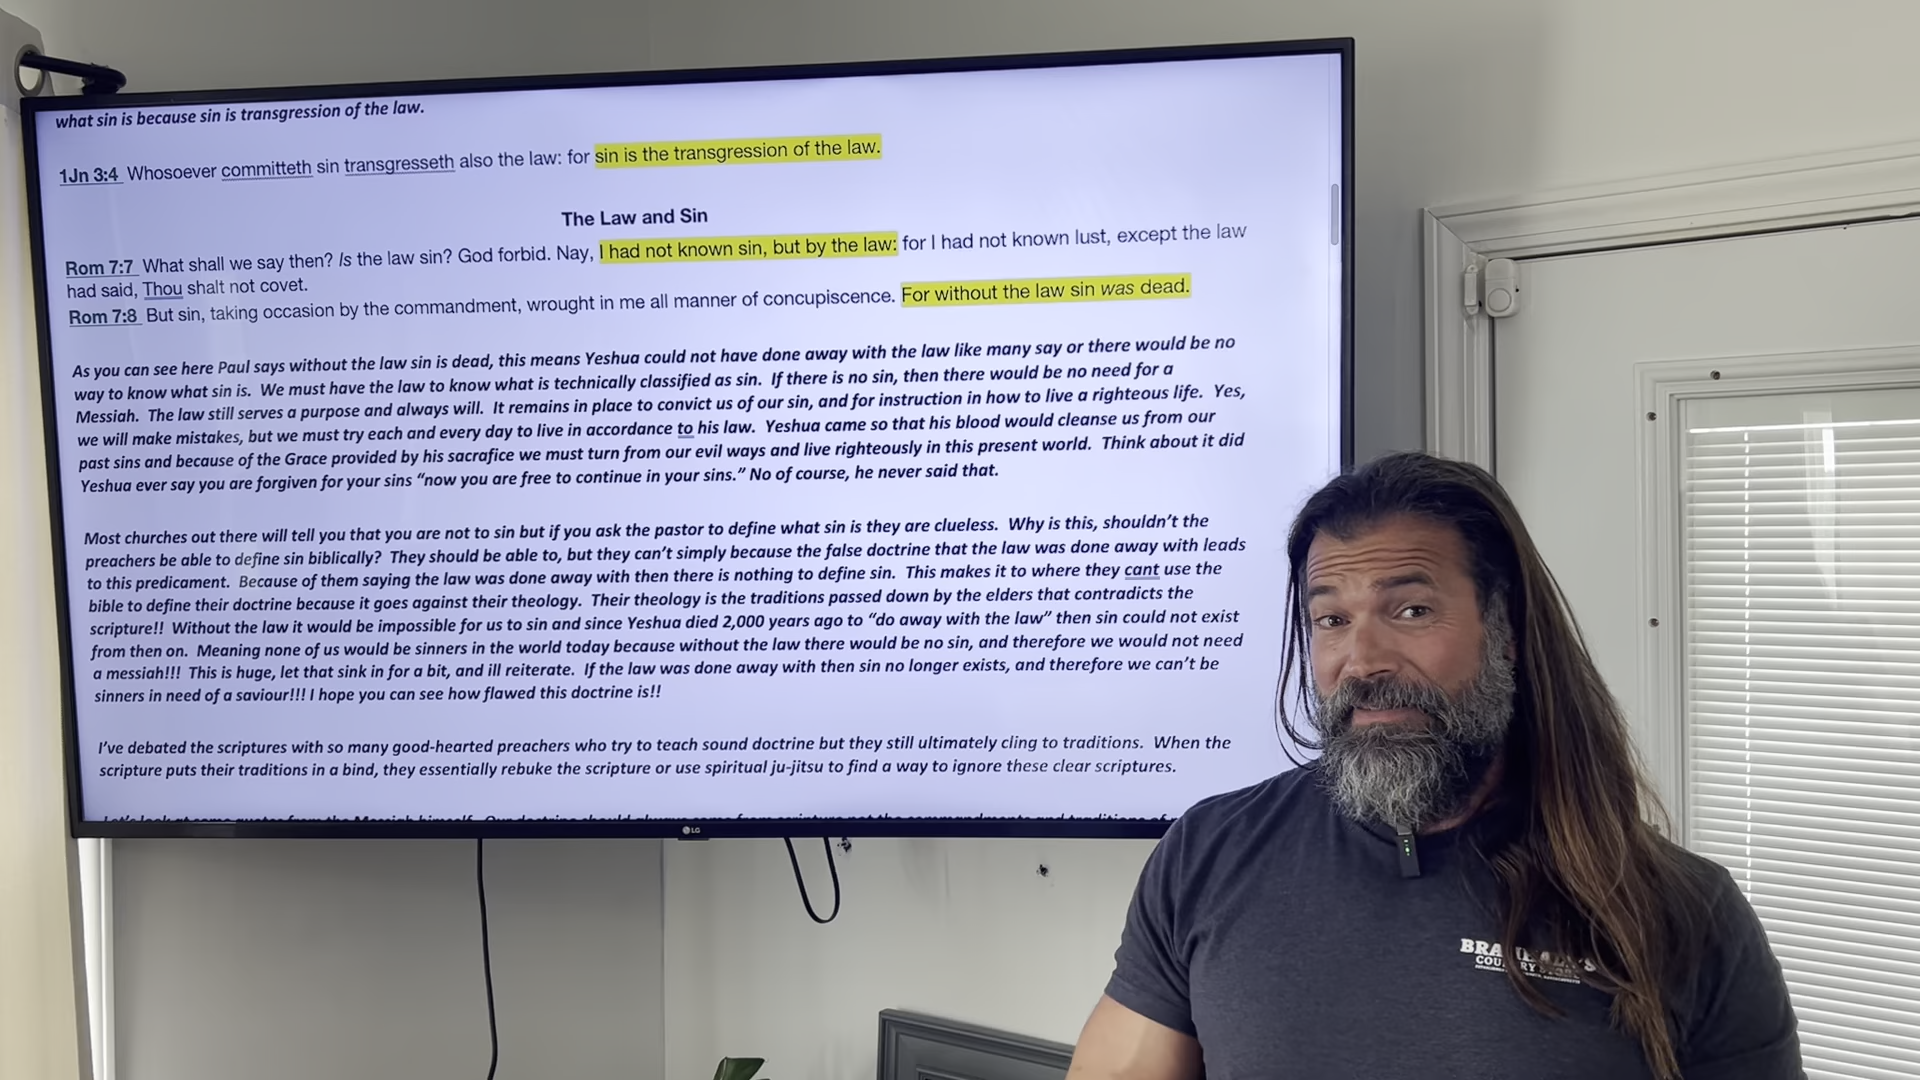 what sin is because sin is transgression of the law.
1Jn 3:4 Whosoever committeth sin transgresseth also the law: for sin is the transgression of the law.
The Law and Sin
Rom 7:7 What shall we say then? Is the law sin? God forbid. Nay, I had not known sin, but by the law: for I had not known lust, except the law
had said, Thou shalt not covet.
Rom 7:8 But sin, taking occasion by the commandment, wrought in me all manner of concupiscence. For without the law sin was dead.
As you can see here Paul says without the law sin is dead, this means Yeshua could not have done away with the law like many say or there would be no
way to know what sin is. We must have the law to know what is technically classified as sin. If there is no sin, then there would be no need for a
Messiah. The law still serves a purpose and always will. It remains in place to convict us of our sin, and for instruction in how to live a righteous life. Yes,
we will make mistakes, but we must try each and every day to live in accordance to his law. Yeshua came so that his blood would cleanse us from our
past sins and because of the Grace provided by his sacrafice we must turn from our evil ways and live righteously in this present world. Think about it did
Yeshua ever say you are forgiven for your sins “now you are free to continue in your sins.” No of course, he never said that.
Most churches out there will tell you that you are not to sin but if you ask the pastor to define what sin is they are clueless. Why is this, shouldn’t the
preachers be able to define sin biblically? They should be able to, but they can’t simply because the false doctrine that the law was done away with leads
to this predicament. Because of them saying the law was done away with then there is nothing to define sin. This makes it to where they cant use the
bible to define their doctrine because it goes against their theology. Their theology is the traditions passed down by the elders that contradicts the
scripture!! Without the law it would be impossible for us to sin and since Yeshua died 2,000 years ago to “do away with the law” then sin could not exist
from then on. Meaning none of us would be sinners in the world today because without the law there would be no sin, and therefore we would not need
a messiah!!! This is huge, let that sink in for a bit, and ill reiterate. If the law was done away with then sin no longer exists, and therefore we can’t be
sinners in need of a saviour!!! I hope you can see how flawed this doctrine is!!
I’ve debated the scriptures with so many good-hearted preachers who try to teach sound doctrine but they still ultimately cling to traditions. When the
scripture puts their traditions in a bind, they essentially rebuke the scripture or use spiritual ju-jitsu to find a way to ignore these clear scriptures.
Let’s look at some quotes from the Messiah himself. Our doctrine should always come from scripture not the commandments and traditions of
LG